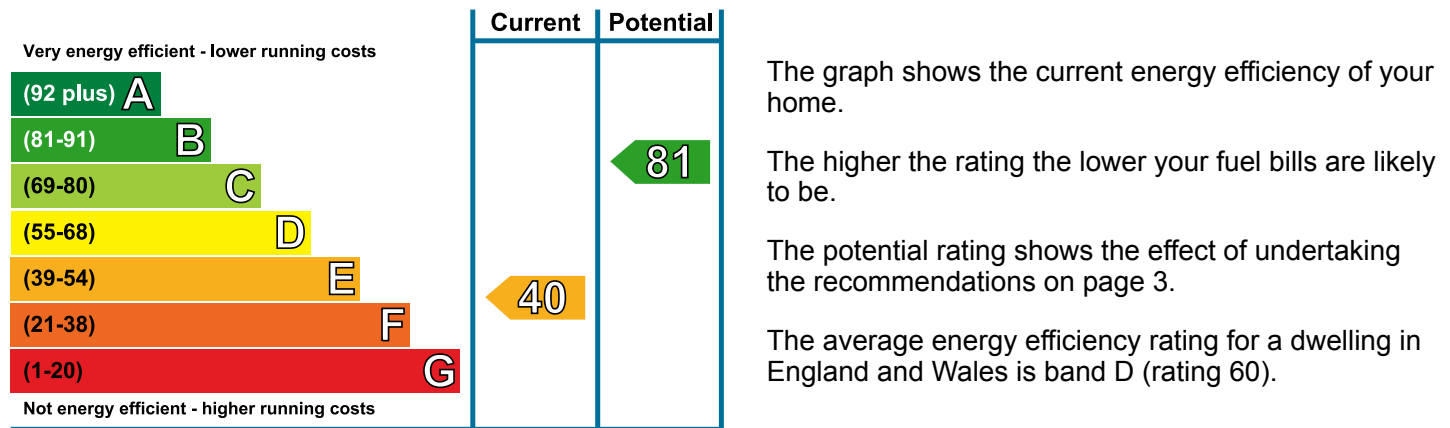 Current Potential
Very energy efficient - lower running costs
(92 plus) A
(81-91) B
81
(69-80) C
(55-68) D
(39-54) E
40
(21-38) F
(1-20) G
Not energy efficient - higher running costs
The graph shows the current energy efficiency of your
home.
The higher the rating the lower your fuel bills are likely
to be.
The potential rating shows the effect of undertaking
the recommendations on page 3.
The average energy efficiency rating for a dwelling in
England and Wales is band D (rating 60).